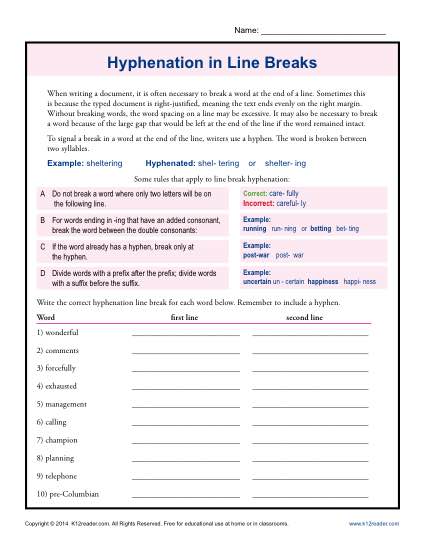 Name: ____________________
Hyphenation in Line Breaks
When writing a document, it is often necessary to break a word at the end of a line. Sometimes this
is because the typed document is right-justified, meaning the text ends evenly on the right margin.
Without breaking words, the word spacing on a line may be excessive. It may also be necessary to break
a word because of the large gap that would be left at the end of the line if the word remained intact.
To signal a break in a word at the end of the line, writers use a hyphen. The word is broken between
two syllables.
Example: sheltering Hyphenated: shel- tering or shelter- ing
Some rules that apply to line break hyphenation:
A Do not break a word where only two letters will be on
the following line.
Correct: care- fully
Incorrect: careful- ly
B For words ending in -ing that have an added consonant,
break the word between the double consonants:
Example:
running run- ning or betting bet- ting
C If the word already has a hyphen, break only at
the hyphen.
Example:
post-war post- war
D Divide words with a prefix after the prefix; divide words
with a suffix before the suffix.
Example:
uncertain un - certain happiness happi- ness
Write the correct hyphenation line break for each word below. Remember to include a hyphen.
Word first line second line
1) wonderful
2) comments
3) forcefully
4) exhausted
5) management
6) calling
7) champion
8) planning
9) telephone
10) pre-Columbian
Copyright © 2014 K12reader.com. All Rights Reserved. Free for educational use at home or in classrooms. www.k12reader.com